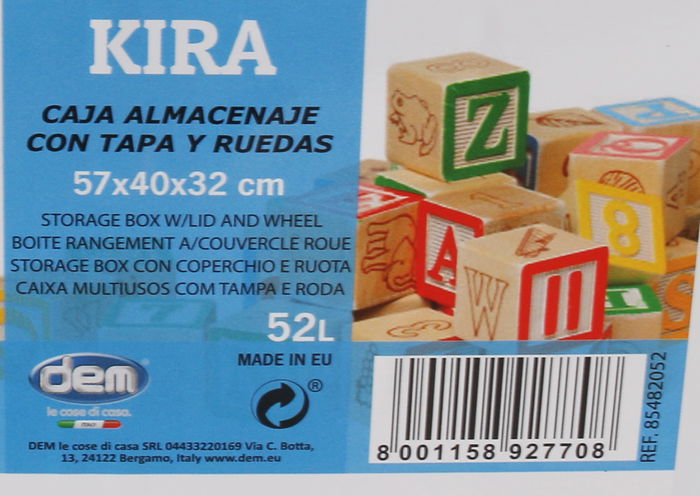 KIRA
CAJA ALMACENAJE
CON TAPA Y RUEDAS
57x40x32 cm
STORAGE BOX W/LID AND WHEEL
BOITE RANGEMENT A/COUVERCLE ROUE
STORAGE BOX CON COPERCHIO E RUOTA
CAIXA MULTIUSOS COM TAMPA E RODA
52L
MADE IN EU
dem®
le cose di casa.
ITALY
®
DEM le cose di casa SRL 04433220169 Via C. Botta,
13, 24122 Bergamo, Italy www.dem.eu
8 001158 927708
REF. 85482052
Z
8
A
W